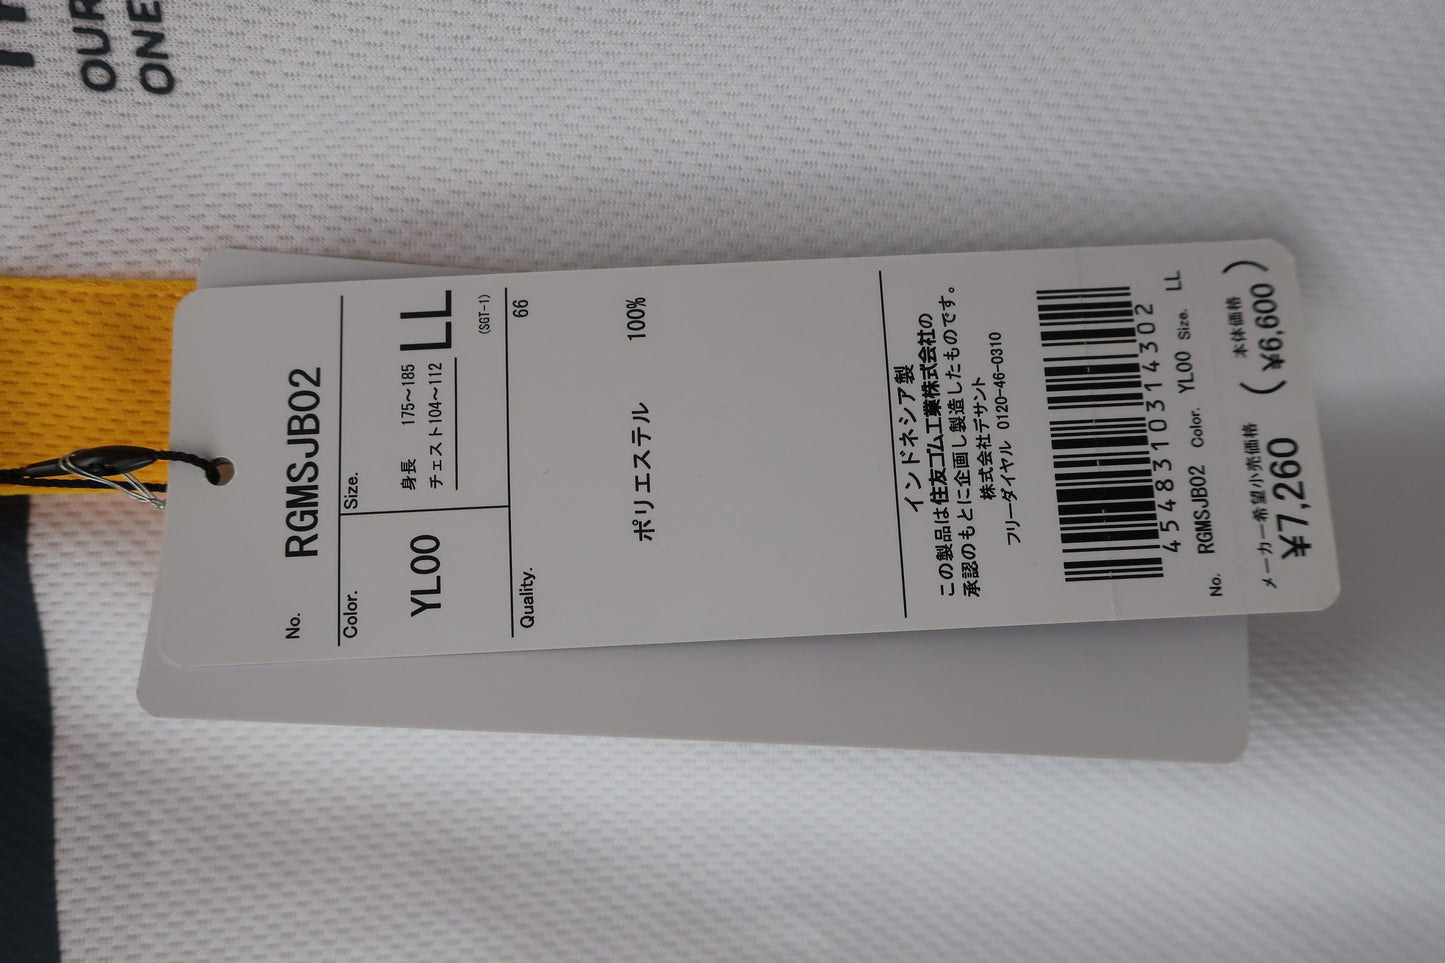 OUR
ONE
No. RGMSJB02
Color. YL00
Size.
身長 175～185
チェスト104～112
LL
(SGT-1)
Quality. 66
ポリエステル 100%
インドネシア製
この製品は住友ゴム工業株式会社の
承認のもとに企画し製造したものです。
株式会社デサント
フリーダイヤル 0120-46-0310
4548310314302
No. RGMSJB02 Color. YL00 Size. LL
メーカー希望小売価格 本体価格
¥7,260 (¥6,600)